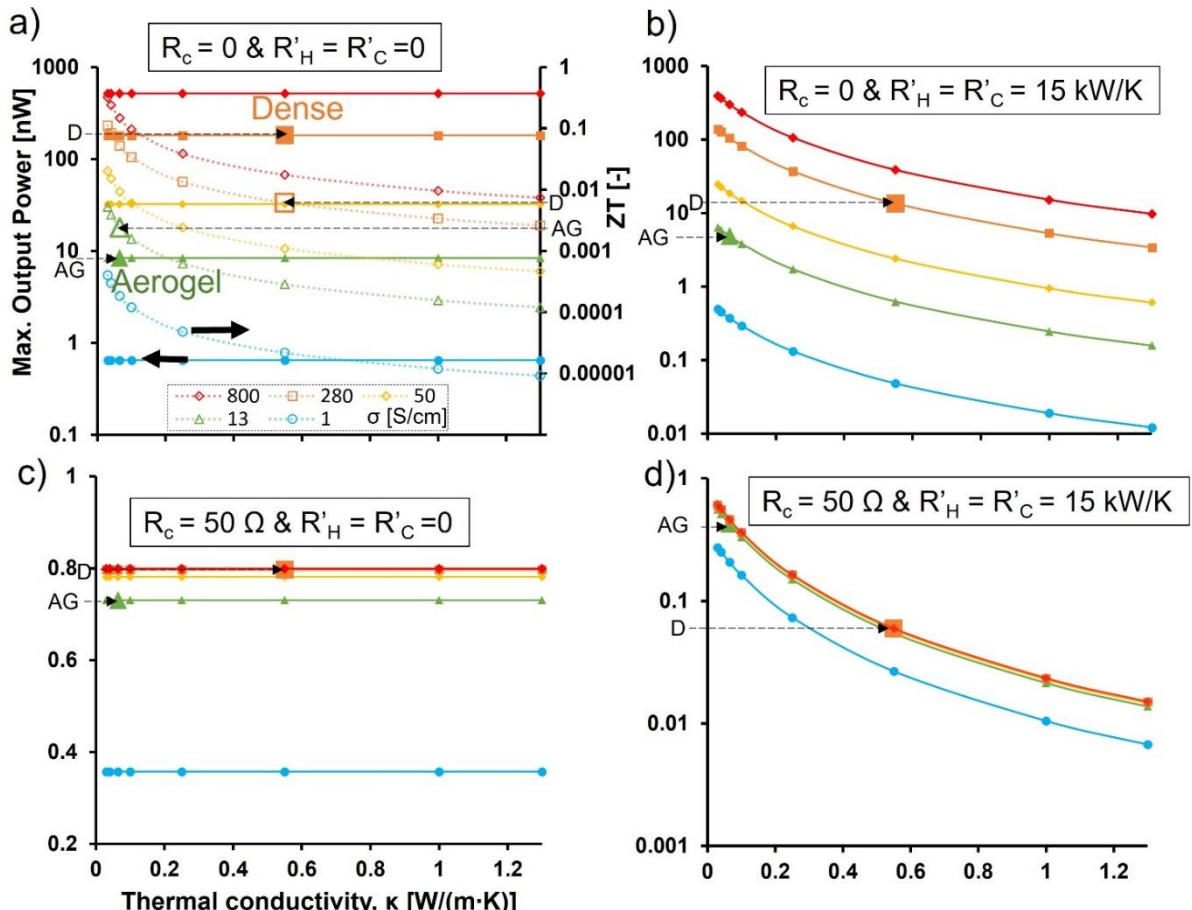 a)
R_c = 0 & R'_H = R'_C =0
1000
100
10
1
0.1
Max. Output Power [nW]
1
0.1
0.01
0.001
0.0001
0.00001
ZT [-]
Dense
D
D
AG
AG
Aerogel
800 280 50
13 1 σ [S/cm]
b)
R_c = 0 & R'_H = R'_C = 15 kW/K
1000
100
10
1
0.1
0.01
D
AG
c)
R_c = 50 Ω & R'_H = R'_C =0
1
0.8
0.6
0.4
0.2
D
AG
0 0.2 0.4 0.6 0.8 1 1.2
Thermal conductivity, κ [W/(m·K)]
d)
R_c = 50 Ω & R'_H = R'_C = 15 kW/K
1
0.1
0.01
0.001
AG
D
0 0.2 0.4 0.6 0.8 1 1.2